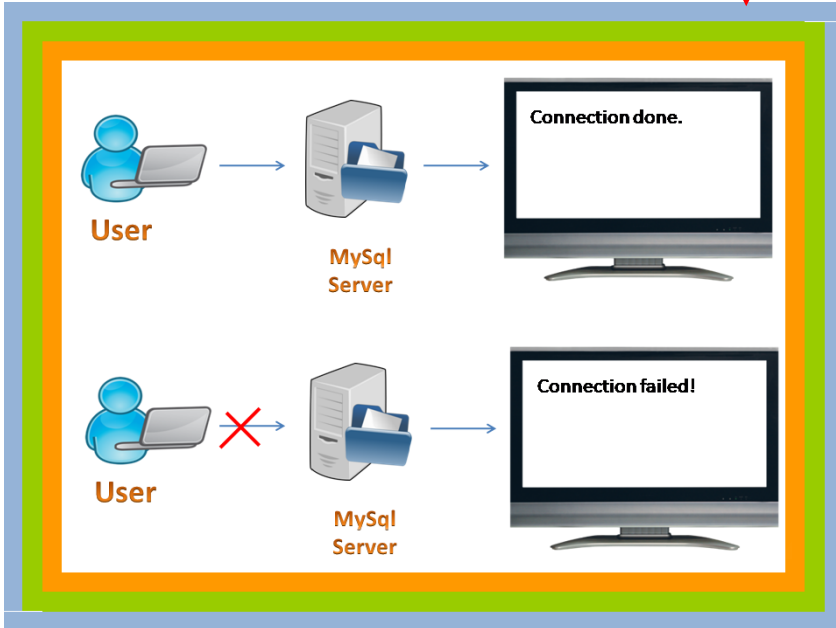 Connection done.
User
MySql
Server
Connection failed!
User
MySql
Server